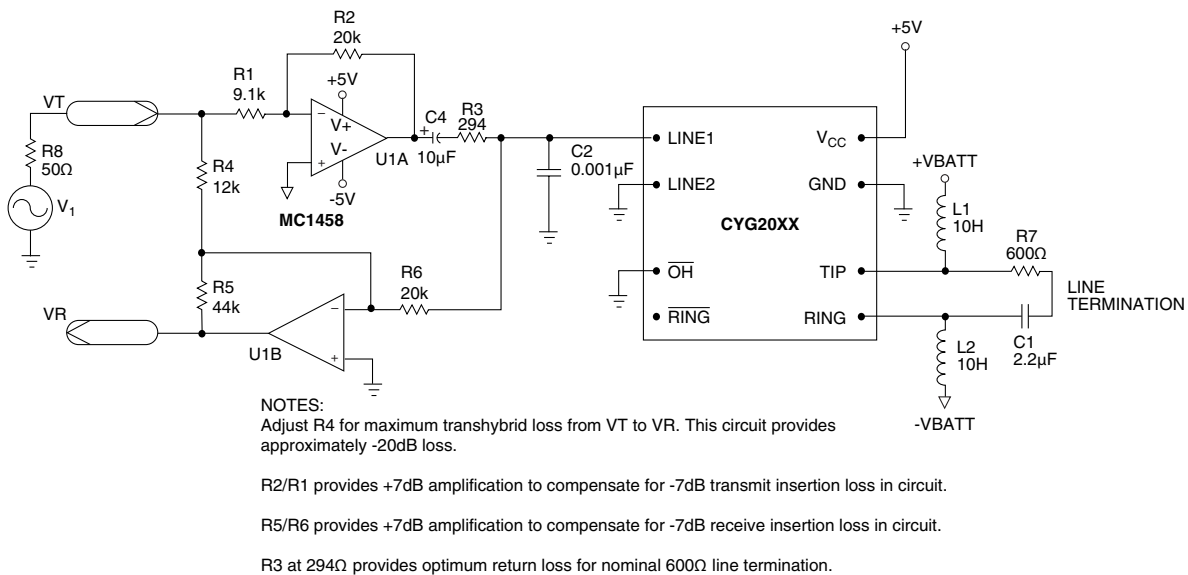 R2
20k
+5V
R1
9.1k
+5V
VT
R3
294
C4
+
10µF
−
V+
V-
+
U1A
-5V
MC1458
R8
50Ω
V1
R4
12k
C2
0.001µF
LINE1
LINE2
OH
RING
CYG20XX
VCC
GND
TIP
RING
+VBATT
L1
10H
R7
600Ω
LINE
TERMINATION
C1
2.2µF
L2
10H
-VBATT
R5
44k
R6
20k
VR
U1B
−
+
NOTES:
Adjust R4 for maximum transhybrid loss from VT to VR. This circuit provides
approximately -20dB loss.
R2/R1 provides +7dB amplification to compensate for -7dB transmit insertion loss in circuit.
R5/R6 provides +7dB amplification to compensate for -7dB receive insertion loss in circuit.
R3 at 294Ω provides optimum return loss for nominal 600Ω line termination.